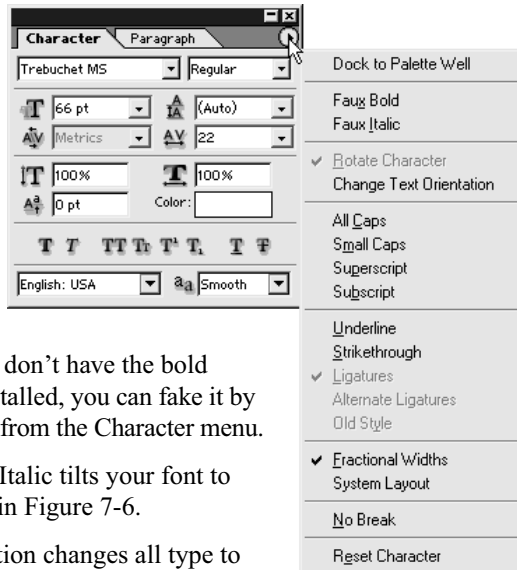 Character Paragraph
Trebuchet MS Regular
66 pt (Auto)
Metrics 22
100% 100%
0 pt Color:
T T TT Tr T¹ T₁ T T
English: USA aa Smooth
Dock to Palette Well
Faux Bold
Faux Italic
Rotate Character
Change Text Orientation
All Caps
Small Caps
Superscript
Subscript
Underline
Strikethrough
Ligatures
Alternate Ligatures
Old Style
Fractional Widths
System Layout
No Break
Reset Character
don’t have the bold
talled, you can fake it by
from the Character menu.
Italic tilts your font to
in Figure 7-6.
tion changes all type to